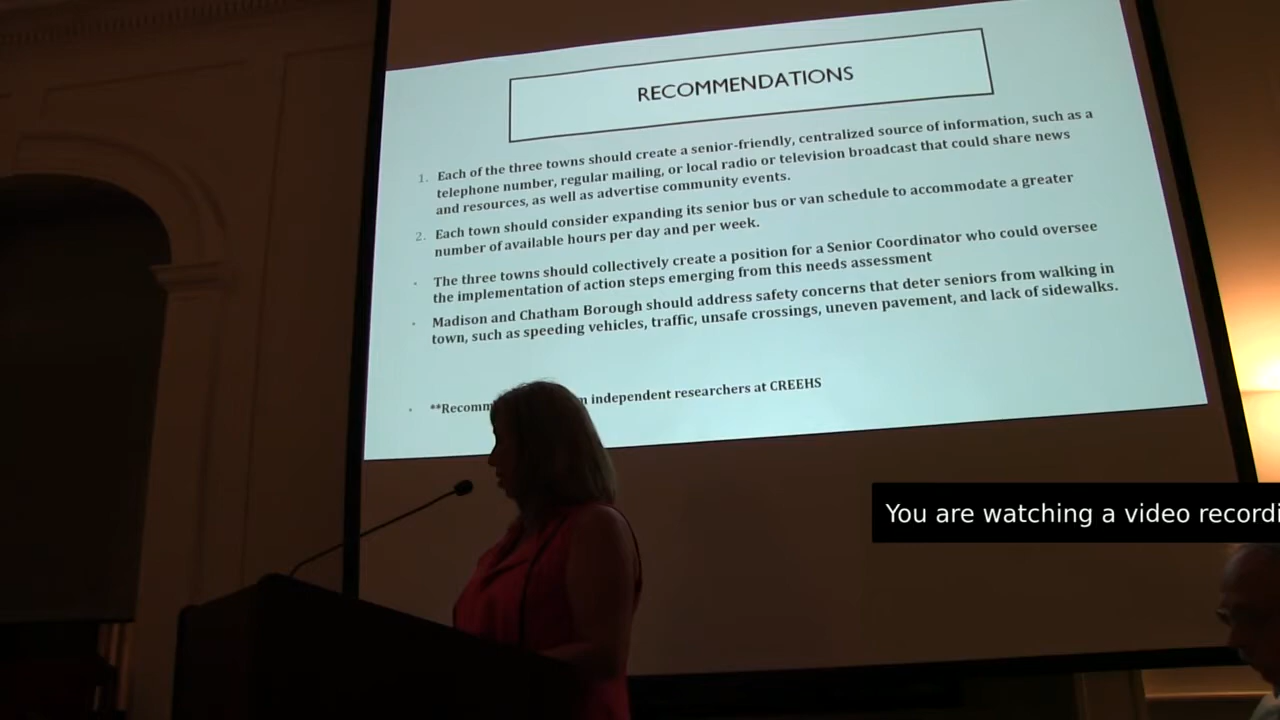 RECOMMENDATIONS
1. Each of the three towns should create a senior-friendly, centralized source of information, such as a
telephone number, regular mailing, or local radio or television broadcast that could share news
and resources, as well as advertise community events.
2. Each town should consider expanding its senior bus or van schedule to accommodate a greater
number of available hours per day and per week.
· The three towns should collectively create a position for a Senior Coordinator who could oversee
the implementation of action steps emerging from this needs assessment
· Madison and Chatham Borough should address safety concerns that deter seniors from walking in
town, such as speeding vehicles, traffic, unsafe crossings, uneven pavement, and lack of sidewalks.
· **Recomm independent researchers at CREEHS
You are watching a video recordi